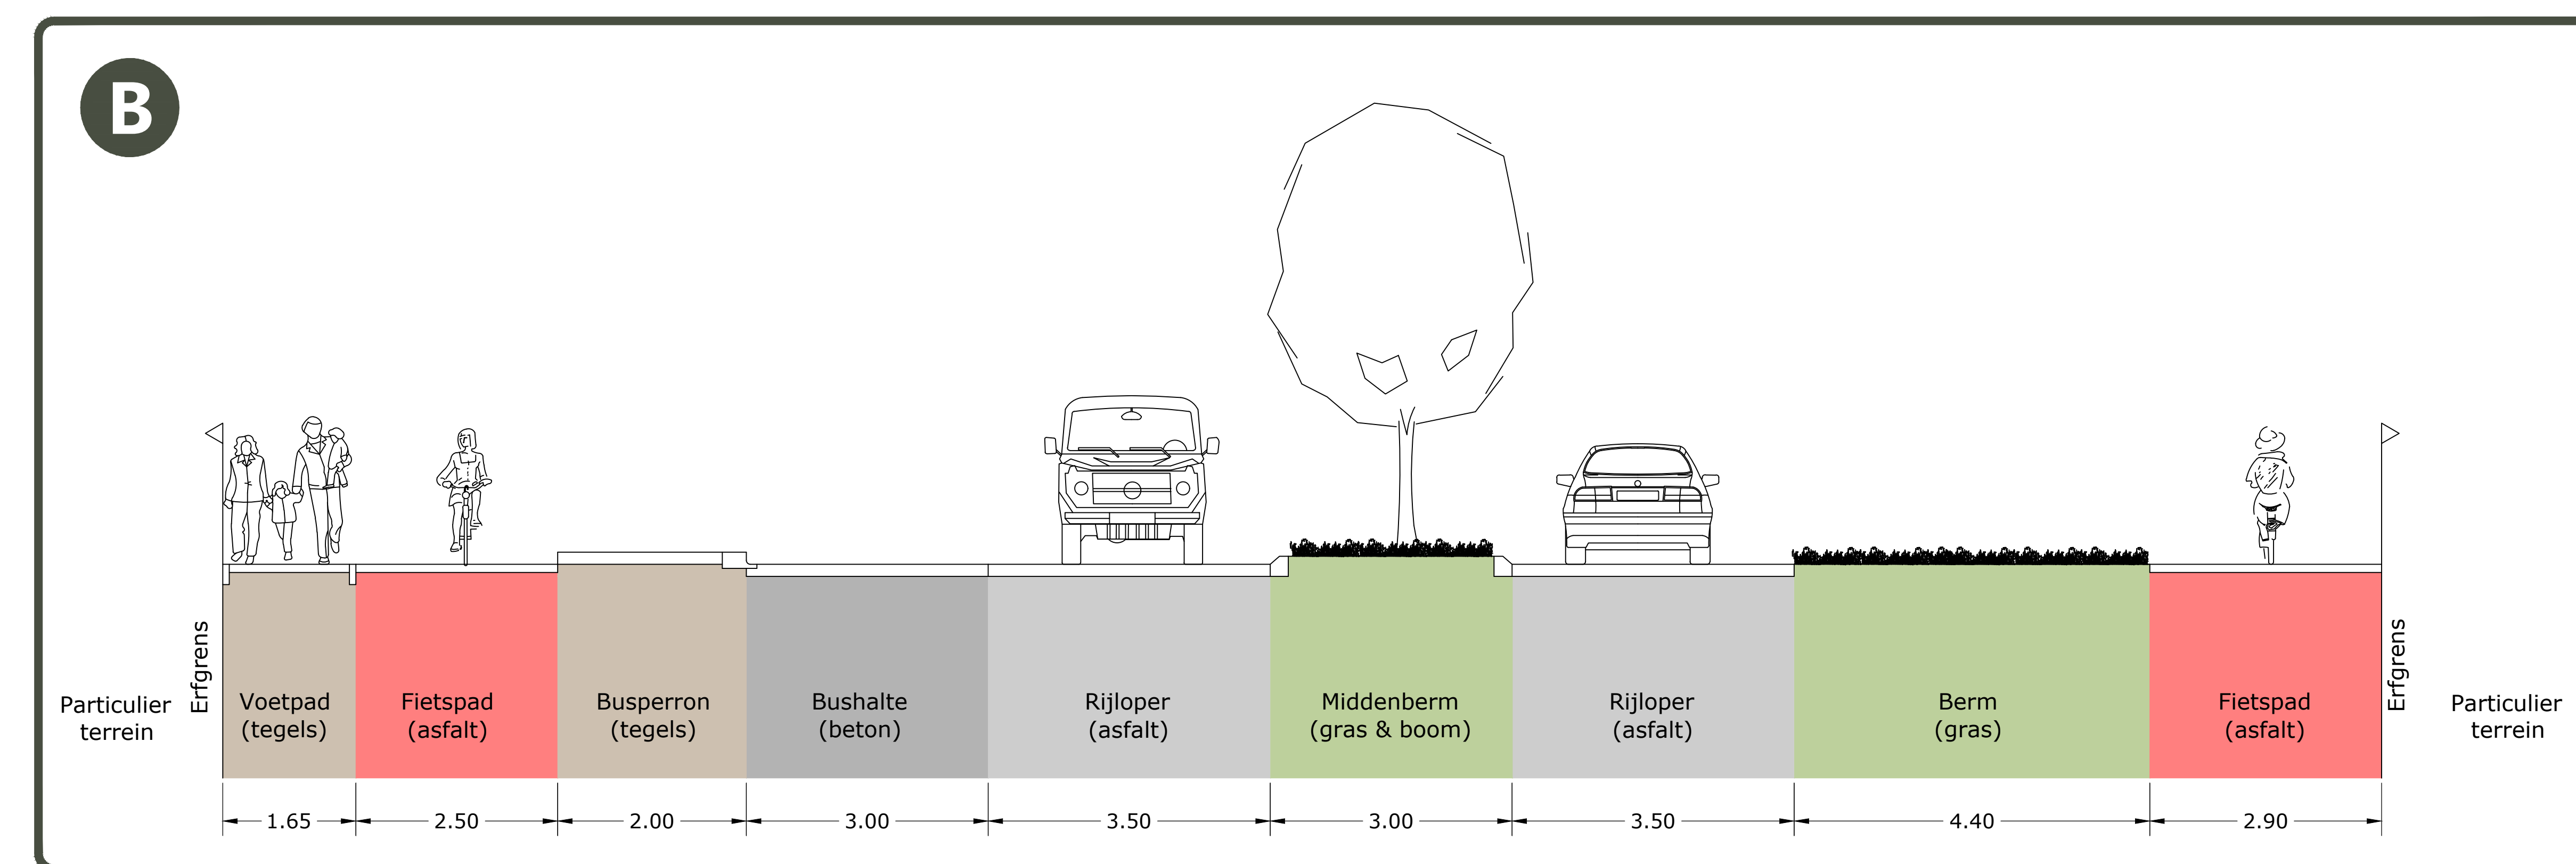 B
Particulier
terrein
Erfgrens
Voetpad
(tegels)
Fietspad
(asfalt)
Busperron
(tegels)
Bushalte
(beton)
Rijloper
(asfalt)
Middenberm
(gras & boom)
Rijloper
(asfalt)
Berm
(gras)
Fietspad
(asfalt)
Erfgrens
Particulier
terrein
1.65
2.50
2.00
3.00
3.50
3.00
3.50
4.40
2.90